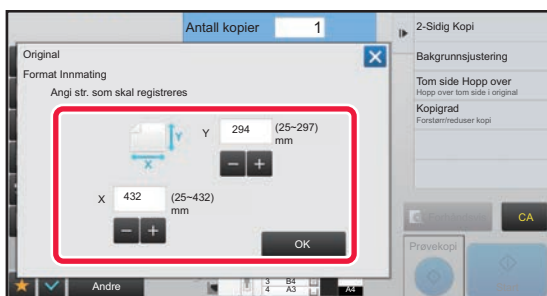 Antall kopier 1
Original
Format Innmating
Angi str. som skal registreres
Y 294 (25~297)
mm
X 432 (25~432)
mm
OK
2-Sidig Kopi
Bakgrunnsjustering
Tom side Hopp over
Hopp over tom side i original
Kopigrad
Forstørr/reduser kopi
CA
Prøvekopi
Andre
3 B4
4 A3
A4